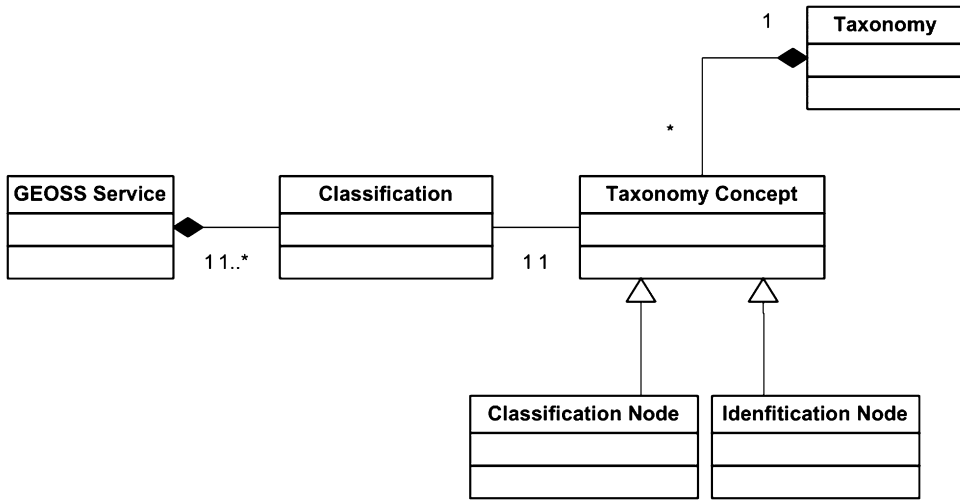 1
Taxonomy
*
GEOSS Service
Classification
Taxonomy Concept
1 1..*
1 1
Classification Node
Idenfitication Node